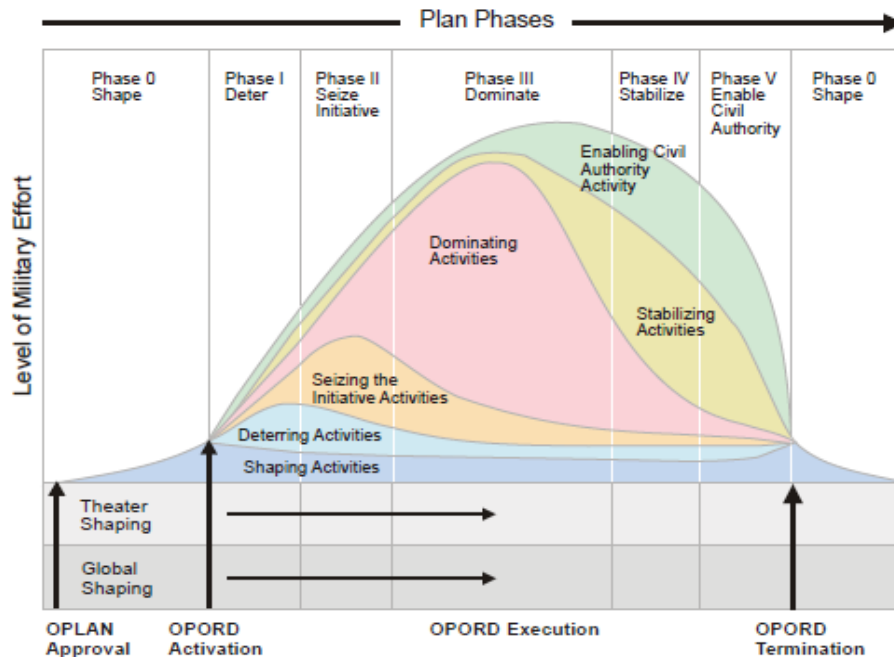 Plan Phases
Phase 0
Shape
Phase I
Deter
Phase II
Seize
Initiative
Phase III
Dominate
Phase IV
Stabilize
Phase V
Enable
Civil
Authority
Phase 0
Shape
Level of Military Effort
Enabling Civil
Authority
Activity
Dominating
Activities
Stabilizing
Activities
Seizing the
Initiative Activities
Deterring Activities
Shaping Activities
Theater
Shaping
Global
Shaping
OPLAN
Approval
OPORD
Activation
OPORD Execution
OPORD
Termination